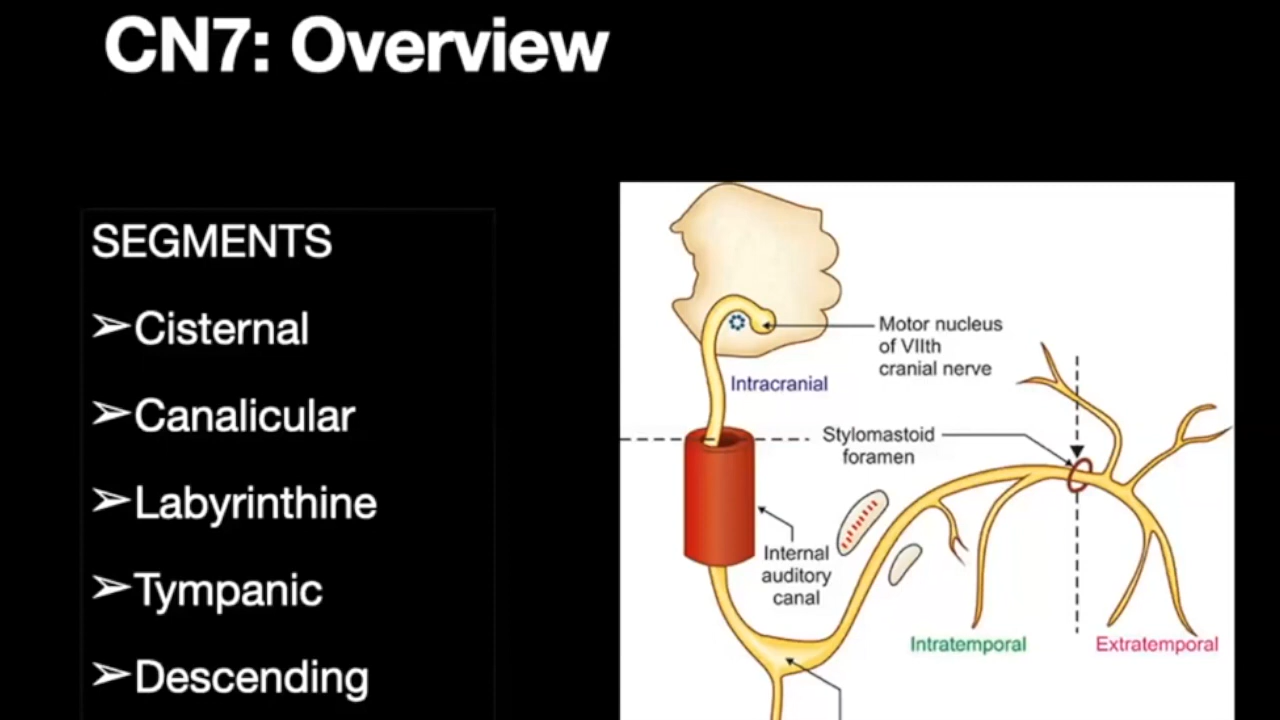 CN7: Overview
SEGMENTS
➢Cisternal
➢Canalicular
➢Labyrinthine
➢Tympanic
➢Descending
Motor nucleus
of VIIth
cranial nerve
Intracranial
Stylomastoid
foramen
Internal
auditory
canal
Intratemporal
Extratemporal